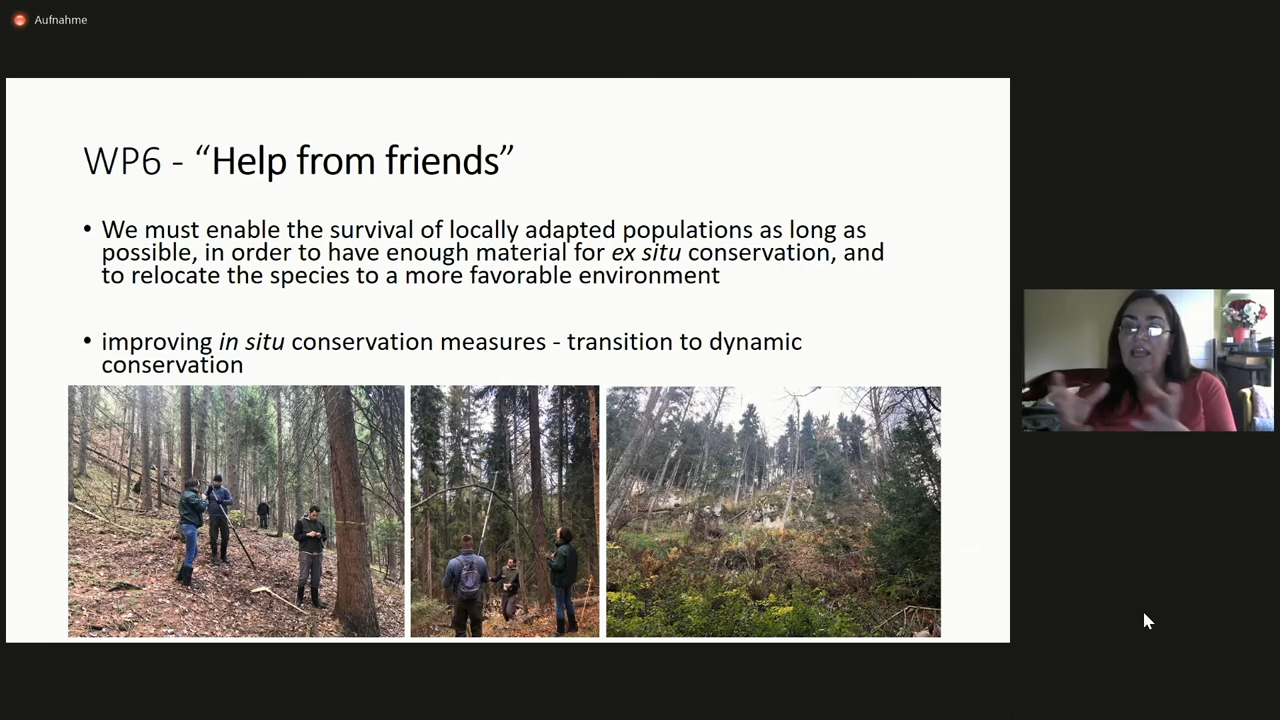 Aufnahme
WP6 - “Help from friends”
• We must enable the survival of locally adapted populations as long as
possible, in order to have enough material for ex situ conservation, and
to relocate the species to a more favorable environment
• improving in situ conservation measures - transition to dynamic
conservation